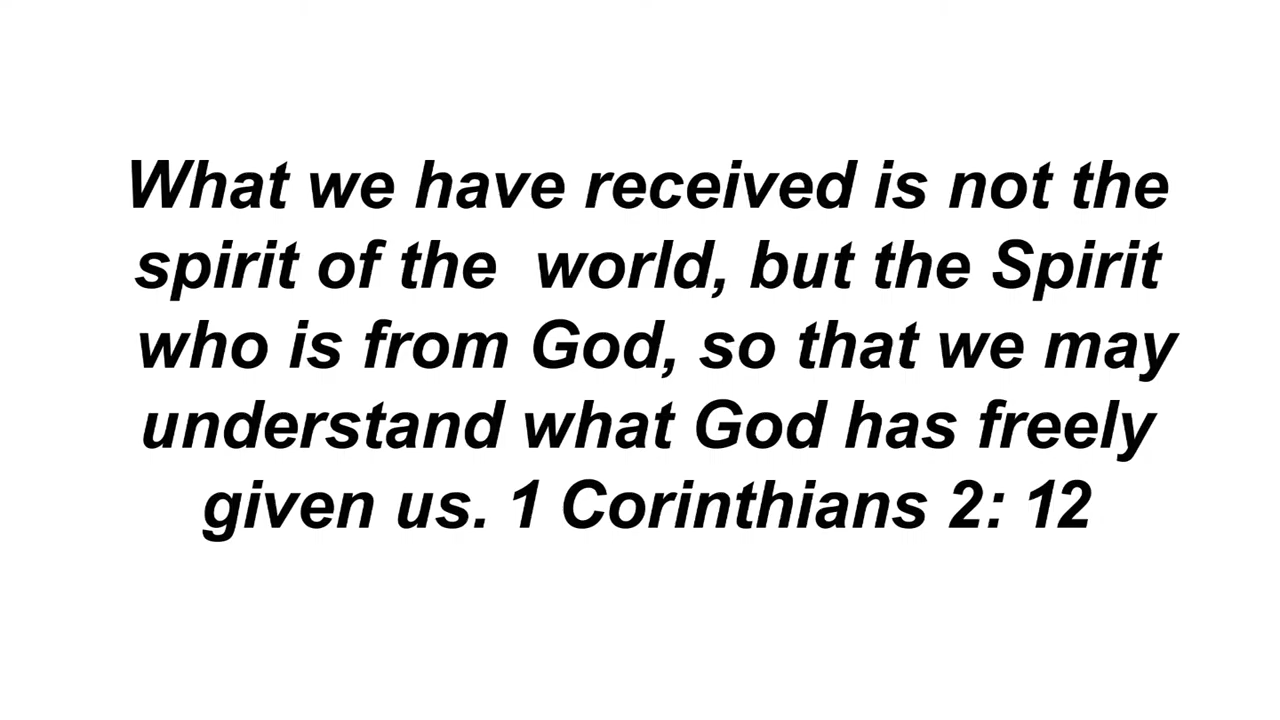 What we have received is not the
spirit of the  world, but the Spirit
who is from God, so that we may
understand what God has freely
given us. 1 Corinthians 2: 12